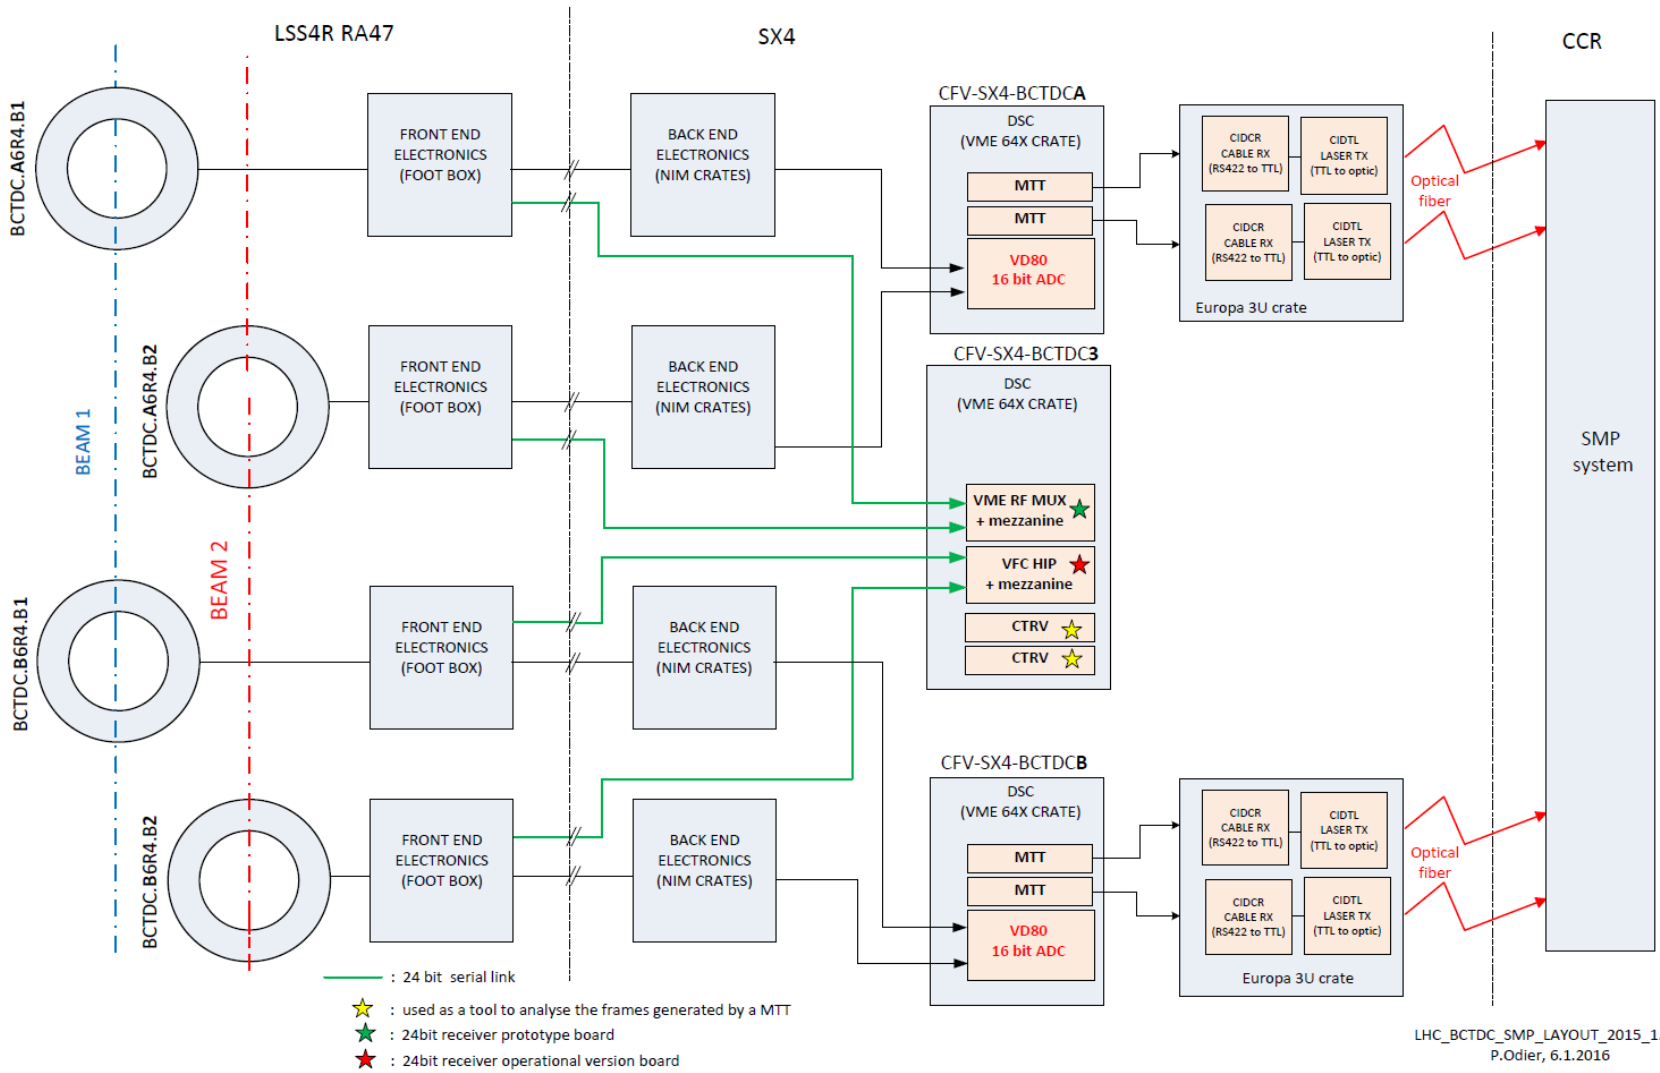 LSS4R RA47
SX4
CCR
BCTDC.A6R4.B1
FRONT END
ELECTRONICS
(FOOT BOX)
BACK END
ELECTRONICS
(NIM CRATES)
CFV-SX4-BCTDCA
DSC
(VME 64X CRATE)
MTT
MTT
VD80
16 bit ADC
CIDCR
CABLE RX
(RS422 to TTL)
CIDTL
LASER TX
(TTL to optic)
CIDCR
CABLE RX
(RS422 to TTL)
CIDTL
LASER TX
(TTL to optic)
Europa 3U crate
Optical
fiber
BCTDC.A6R4.B2
FRONT END
ELECTRONICS
(FOOT BOX)
BACK END
ELECTRONICS
(NIM CRATES)
CFV-SX4-BCTDC3
DSC
(VME 64X CRATE)
VME RF MUX
+ mezzanine
VFC HIP
+ mezzanine
CTRV
CTRV
SMP
system
BEAM 1
BEAM 2
BCTDC.B6R4.B1
FRONT END
ELECTRONICS
(FOOT BOX)
BACK END
ELECTRONICS
(NIM CRATES)
BCTDC.B6R4.B2
FRONT END
ELECTRONICS
(FOOT BOX)
BACK END
ELECTRONICS
(NIM CRATES)
CFV-SX4-BCTDCB
DSC
(VME 64X CRATE)
MTT
MTT
VD80
16 bit ADC
CIDCR
CABLE RX
(RS422 to TTL)
CIDTL
LASER TX
(TTL to optic)
CIDCR
CABLE RX
(RS422 to TTL)
CIDTL
LASER TX
(TTL to optic)
Europa 3U crate
Optical
fiber
: 24 bit serial link
: used as a tool to analyse the frames generated by a MTT
: 24bit receiver prototype board
: 24bit receiver operational version board
LHC_BCTDC_SMP_LAYOUT_2015_1.
P.Odier, 6.1.2016